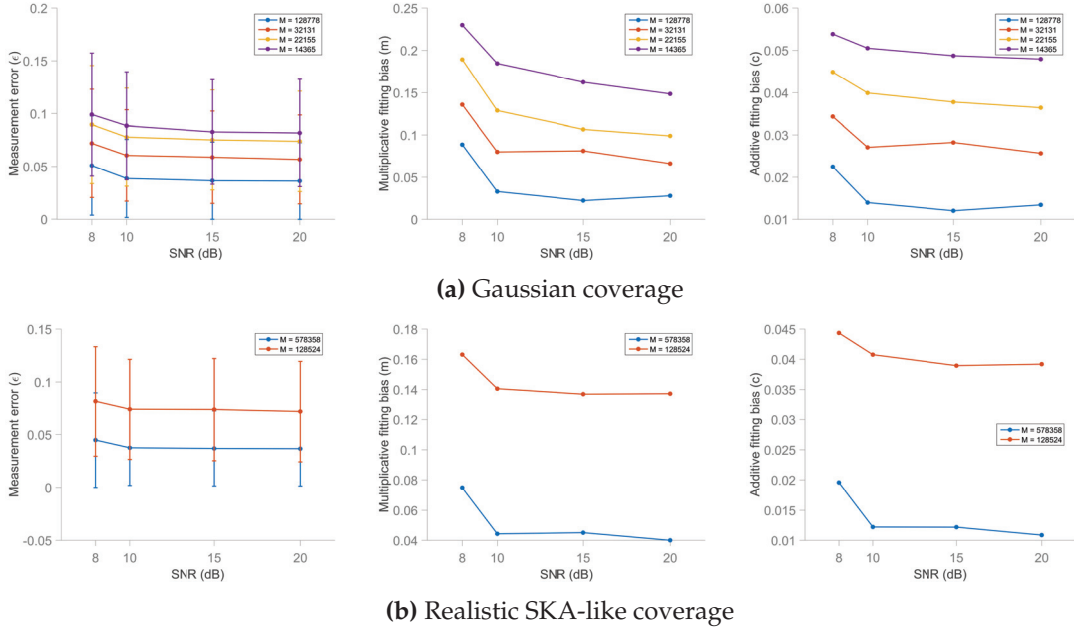 0.2
0.15
0.1
0.05
0
Measurement error (ϵ)
8 10 15 20
SNR (dB)
M = 128778
M = 32131
M = 22155
M = 14365
0.25
0.2
0.15
0.1
0.05
0
Multiplicative fitting bias (m)
8 10 15 20
SNR (dB)
M = 128778
M = 32131
M = 22155
M = 14365
0.06
0.05
0.04
0.03
0.02
0.01
Additive fitting bias (c)
8 10 15 20
SNR (dB)
M = 128778
M = 32131
M = 22155
M = 14365
(a) Gaussian coverage
0.15
0.1
0.05
0
-0.05
Measurement error (ϵ)
8 10 15 20
SNR (dB)
M = 578358
M = 128524
0.18
0.16
0.14
0.12
0.1
0.08
0.06
0.04
Multiplicative fitting bias (m)
8 10 15 20
SNR (dB)
M = 578358
M = 128524
0.045
0.04
0.035
0.03
0.025
0.02
0.015
0.01
Additive fitting bias (c)
8 10 15 20
SNR (dB)
M = 578358
M = 128524
(b) Realistic SKA-like coverage